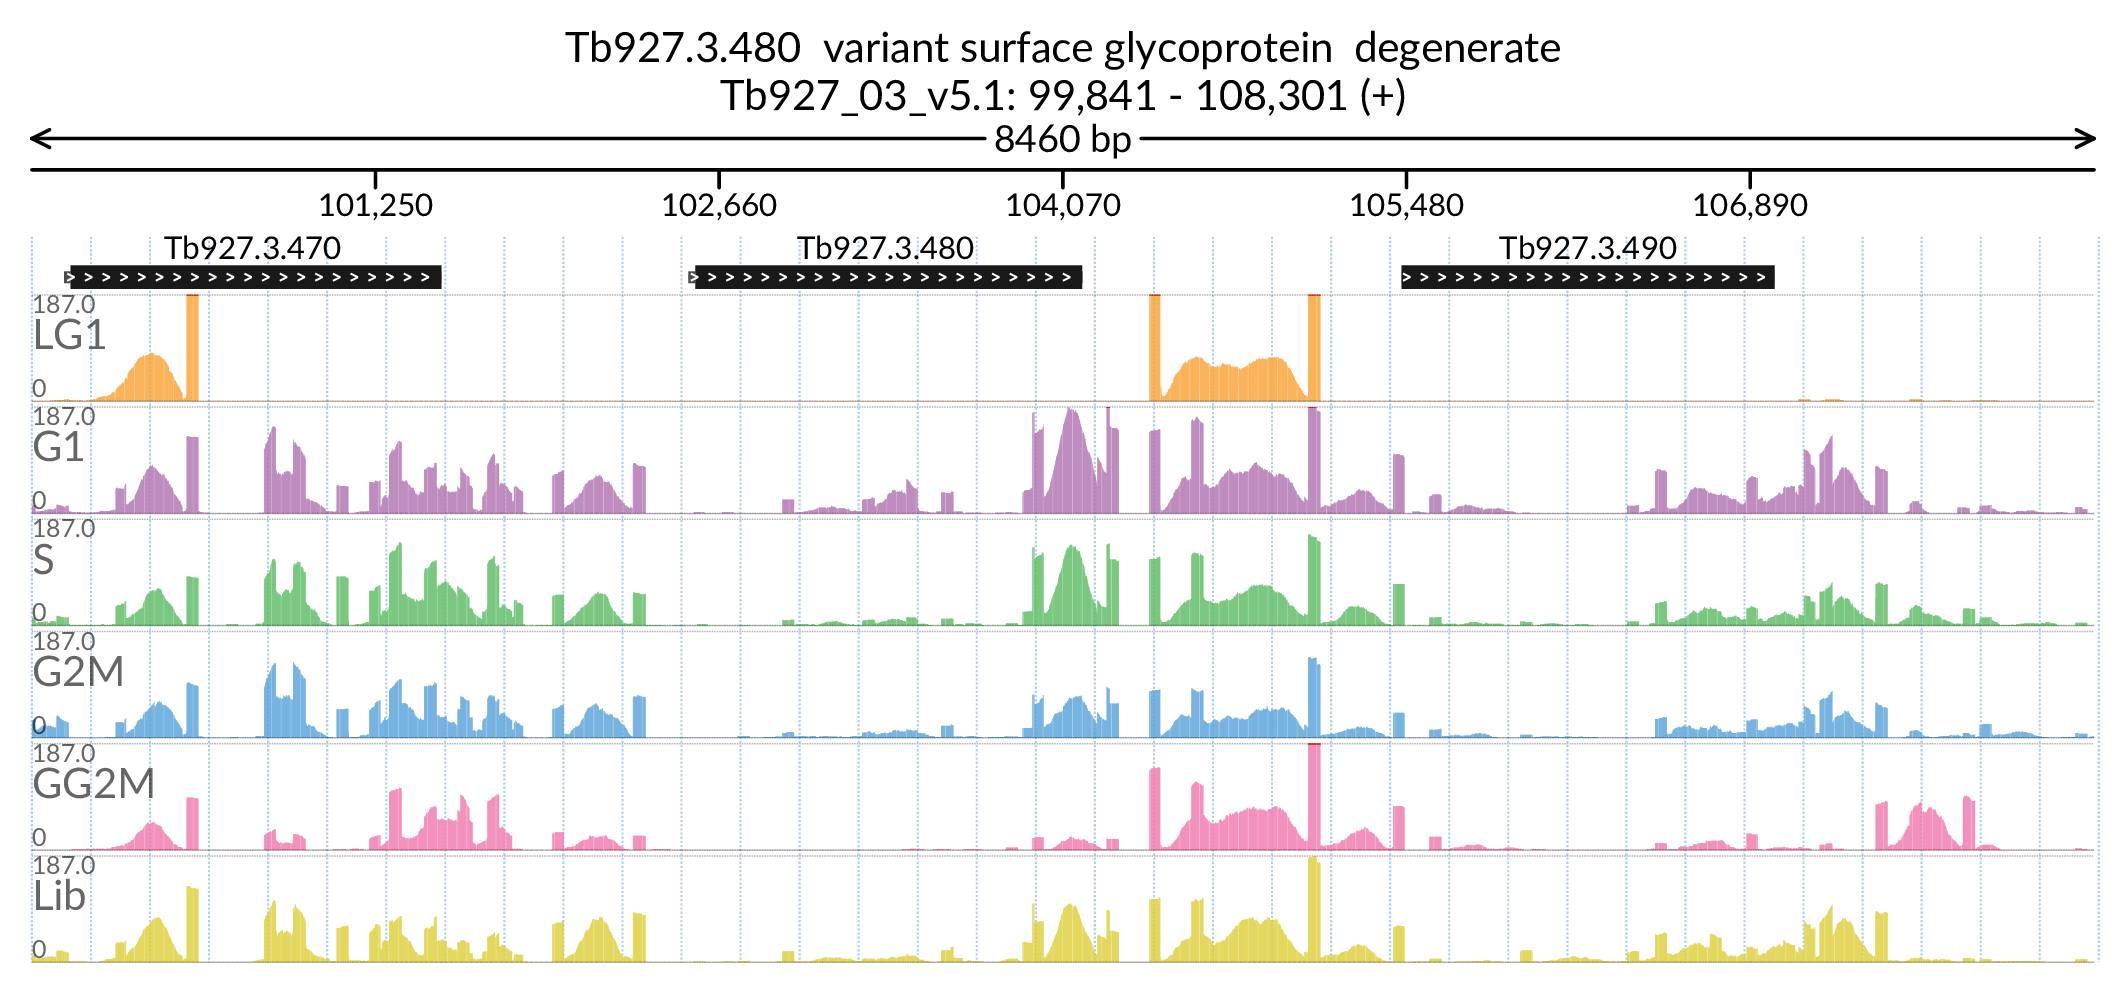 Tb927.3.480  variant surface glycoprotein  degenerate
Tb927_03_v5.1: 99,841 - 108,301 (+)
8460 bp
101,250 102,660 104,070 105,480 106,890
Tb927.3.470 Tb927.3.480 Tb927.3.490
187.0
LG1
0
187.0
G1
0
187.0
S
0
187.0
G2M
0
187.0
GG2M
0
187.0
Lib
0